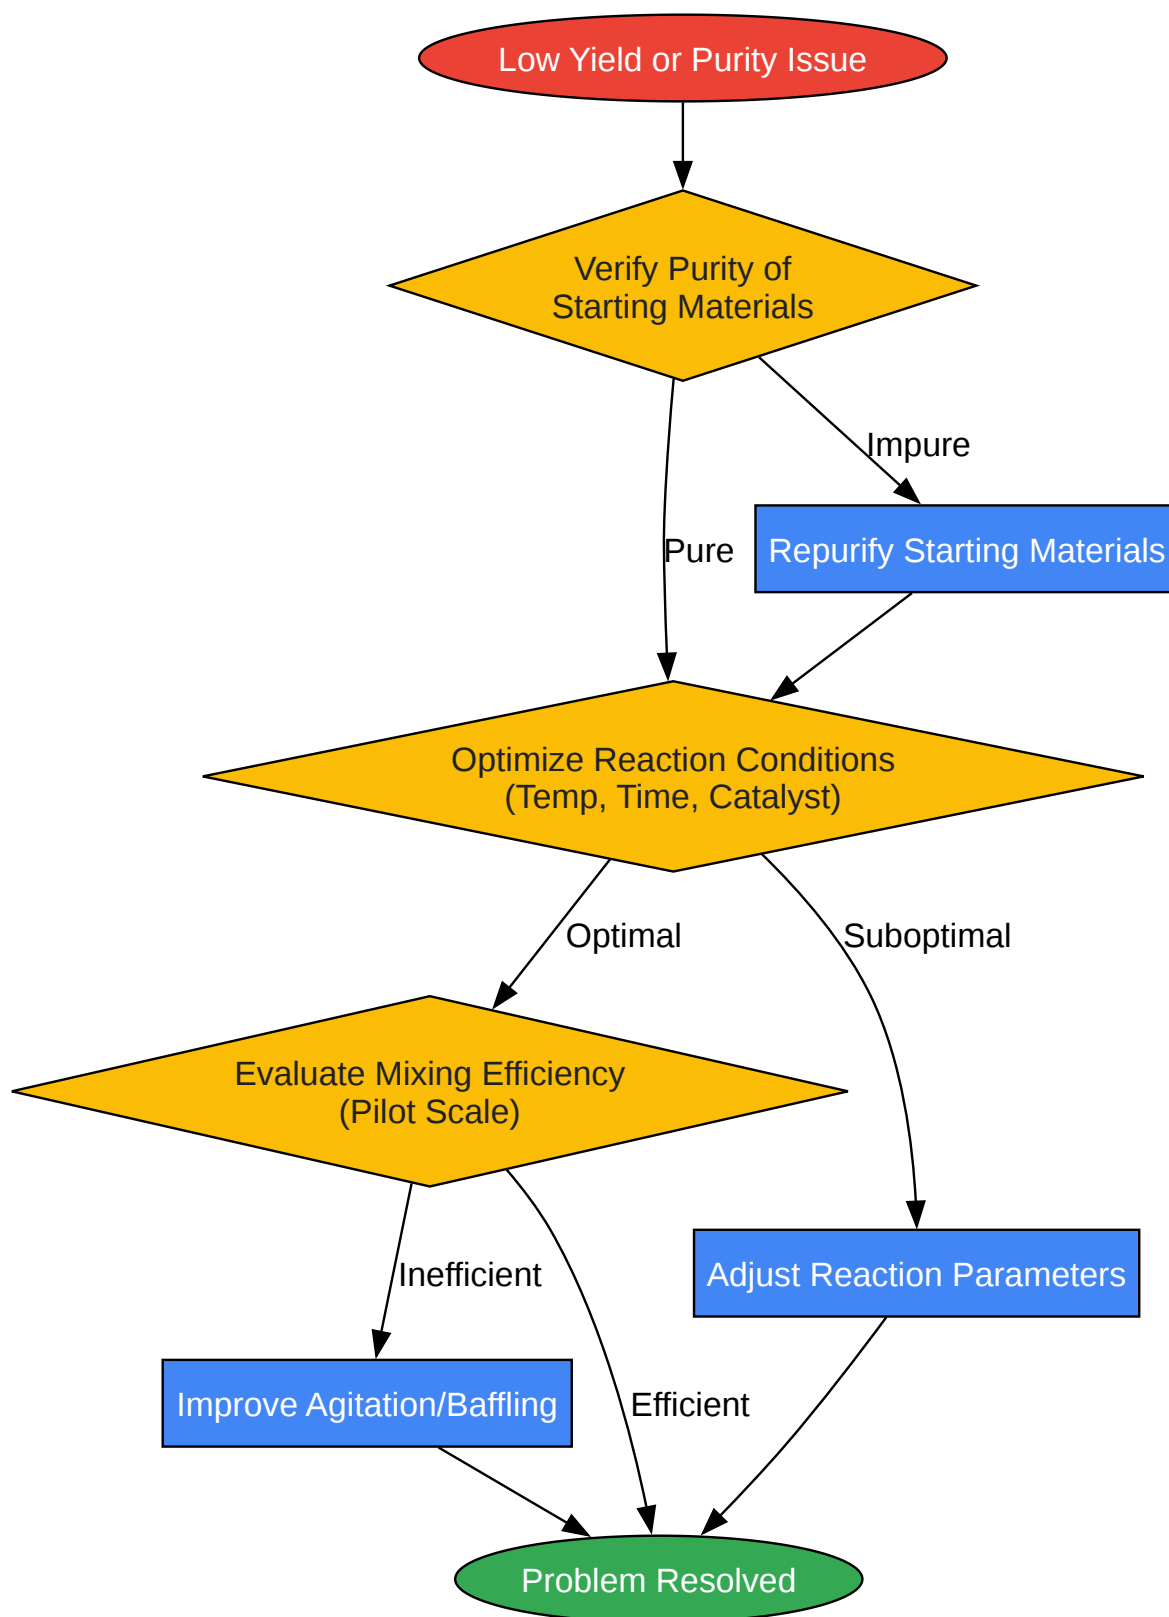 Low Yield or Purity Issue
Verify Purity of
Starting Materials
Impure
Pure
Repurify Starting Materials
Optimize Reaction Conditions
(Temp, Time, Catalyst)
Optimal
Suboptimal
Evaluate Mixing Efficiency
(Pilot Scale)
Inefficient
Adjust Reaction Parameters
Improve Agitation/Baffling
Efficient
Problem Resolved